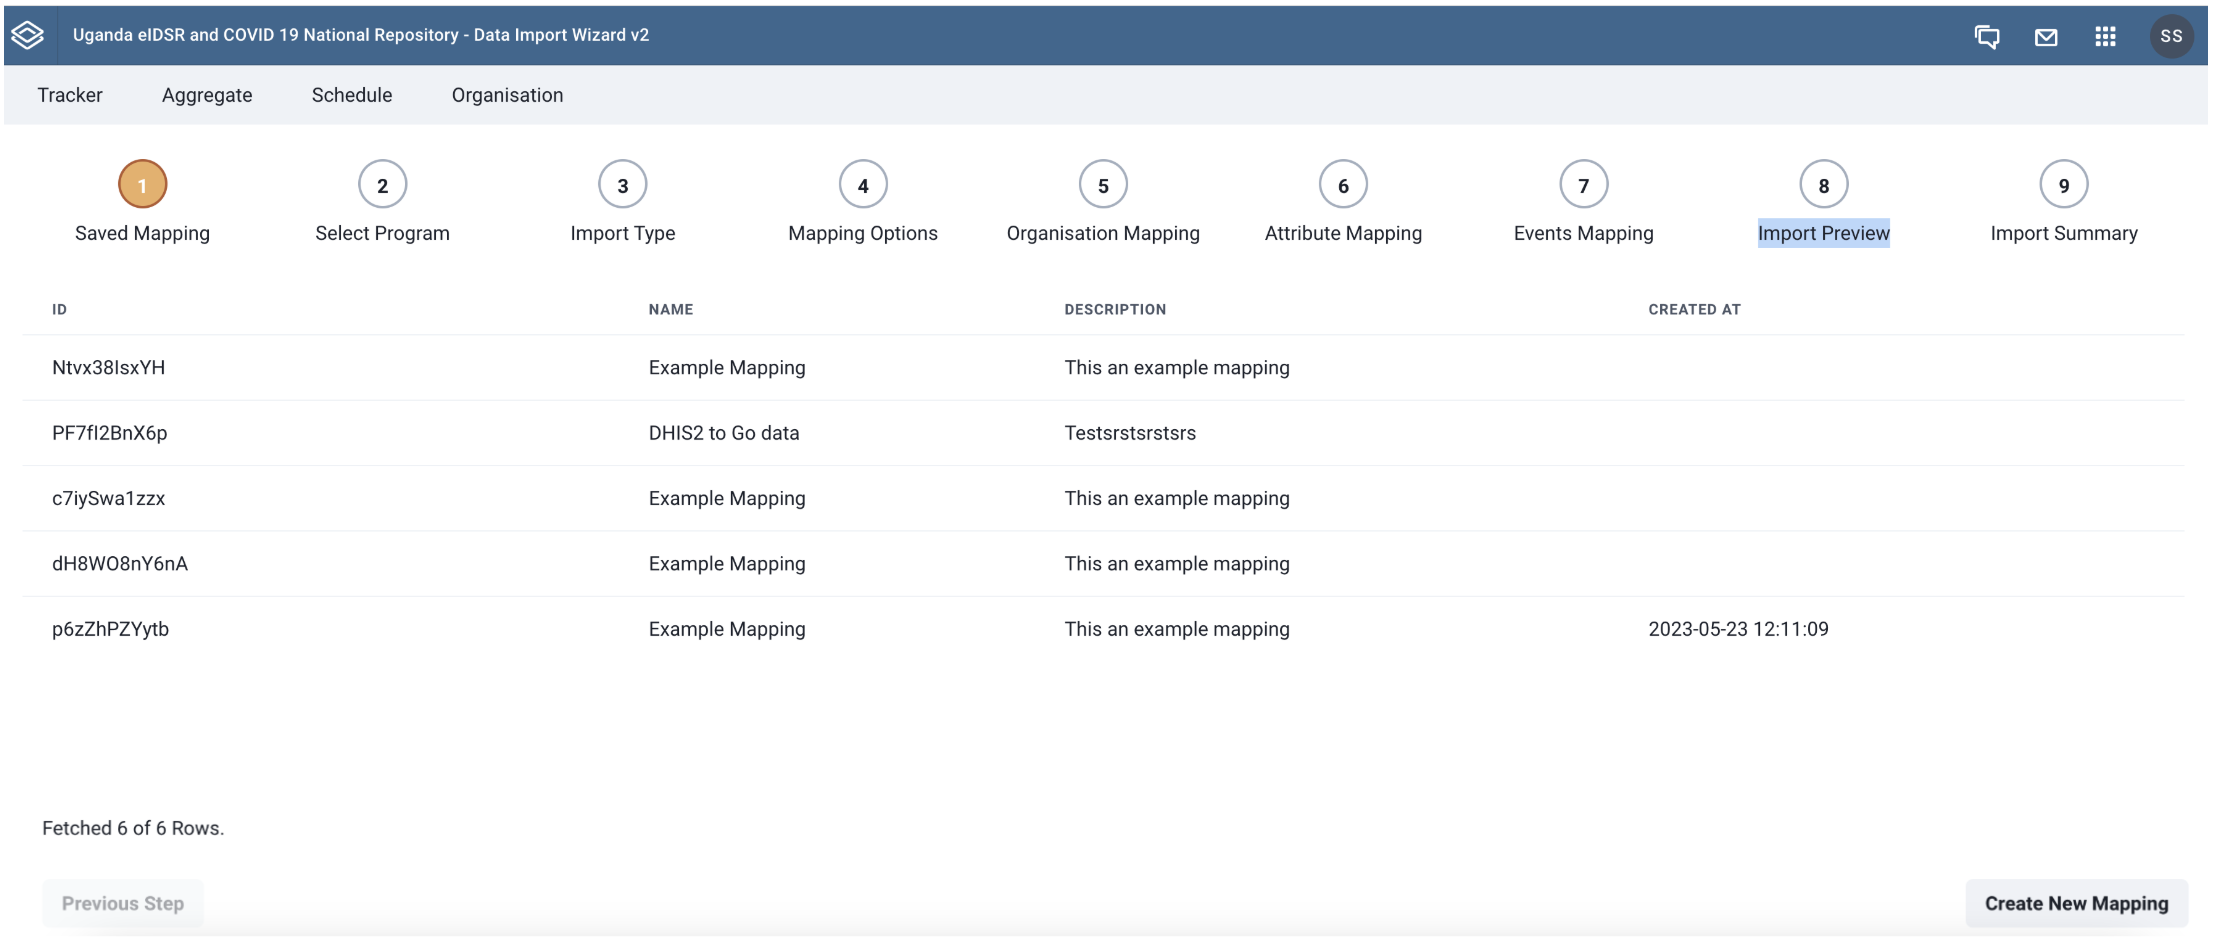 Uganda eIDSR and COVID 19 National Repository - Data Import Wizard v2
SS
Tracker Aggregate Schedule Organisation
1 2 3 4 5 6 7 8 9
Saved Mapping Select Program Import Type Mapping Options Organisation Mapping Attribute Mapping Events Mapping Import Preview Import Summary
ID NAME DESCRIPTION CREATED AT
Ntvx38IsxYH Example Mapping This an example mapping
PF7fI2BnX6p DHIS2 to Go data Testsrstsrstsrs
c7iySwa1zzx Example Mapping This an example mapping
dH8WO8nY6nA Example Mapping This an example mapping
p6zZhPZYytb Example Mapping This an example mapping 2023-05-23 12:11:09
Fetched 6 of 6 Rows.
Previous Step Create New Mapping